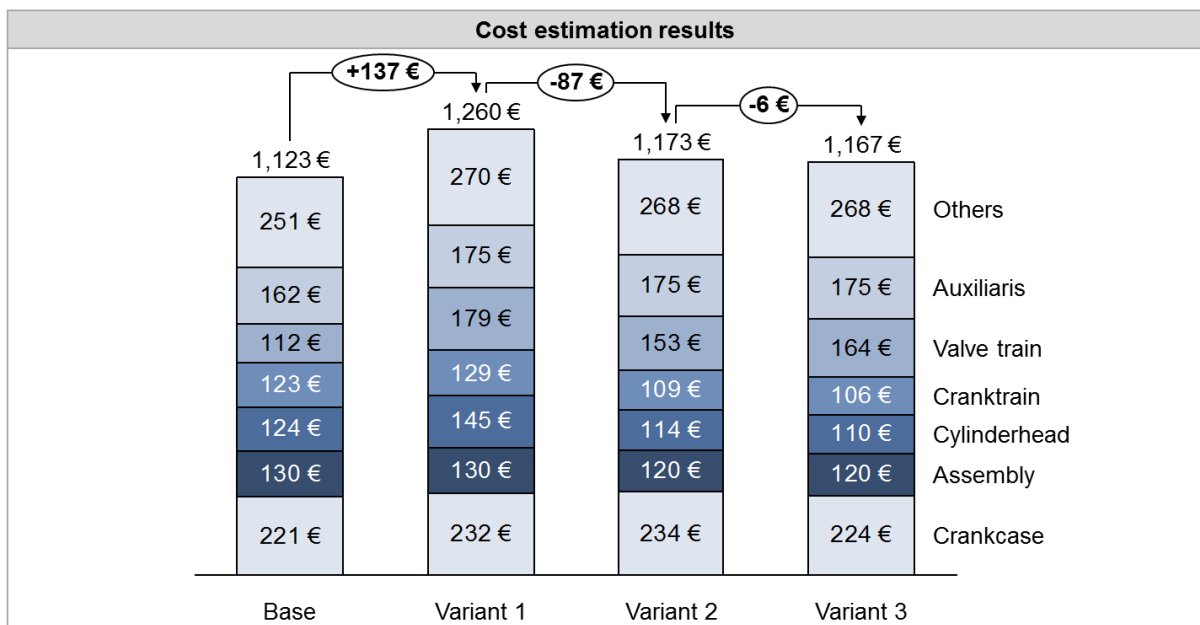 Cost estimation results
+137 €
-87 €
-6 €
1,123 €
1,260 €
1,173 €
1,167 €
251 €
270 €
268 €
268 €
Others
162 €
175 €
175 €
175 €
Auxiliaris
112 €
179 €
153 €
164 €
Valve train
123 €
129 €
109 €
106 €
Cranktrain
124 €
145 €
114 €
110 €
Cylinderhead
130 €
130 €
120 €
120 €
Assembly
221 €
232 €
234 €
224 €
Crankcase
Base
Variant 1
Variant 2
Variant 3